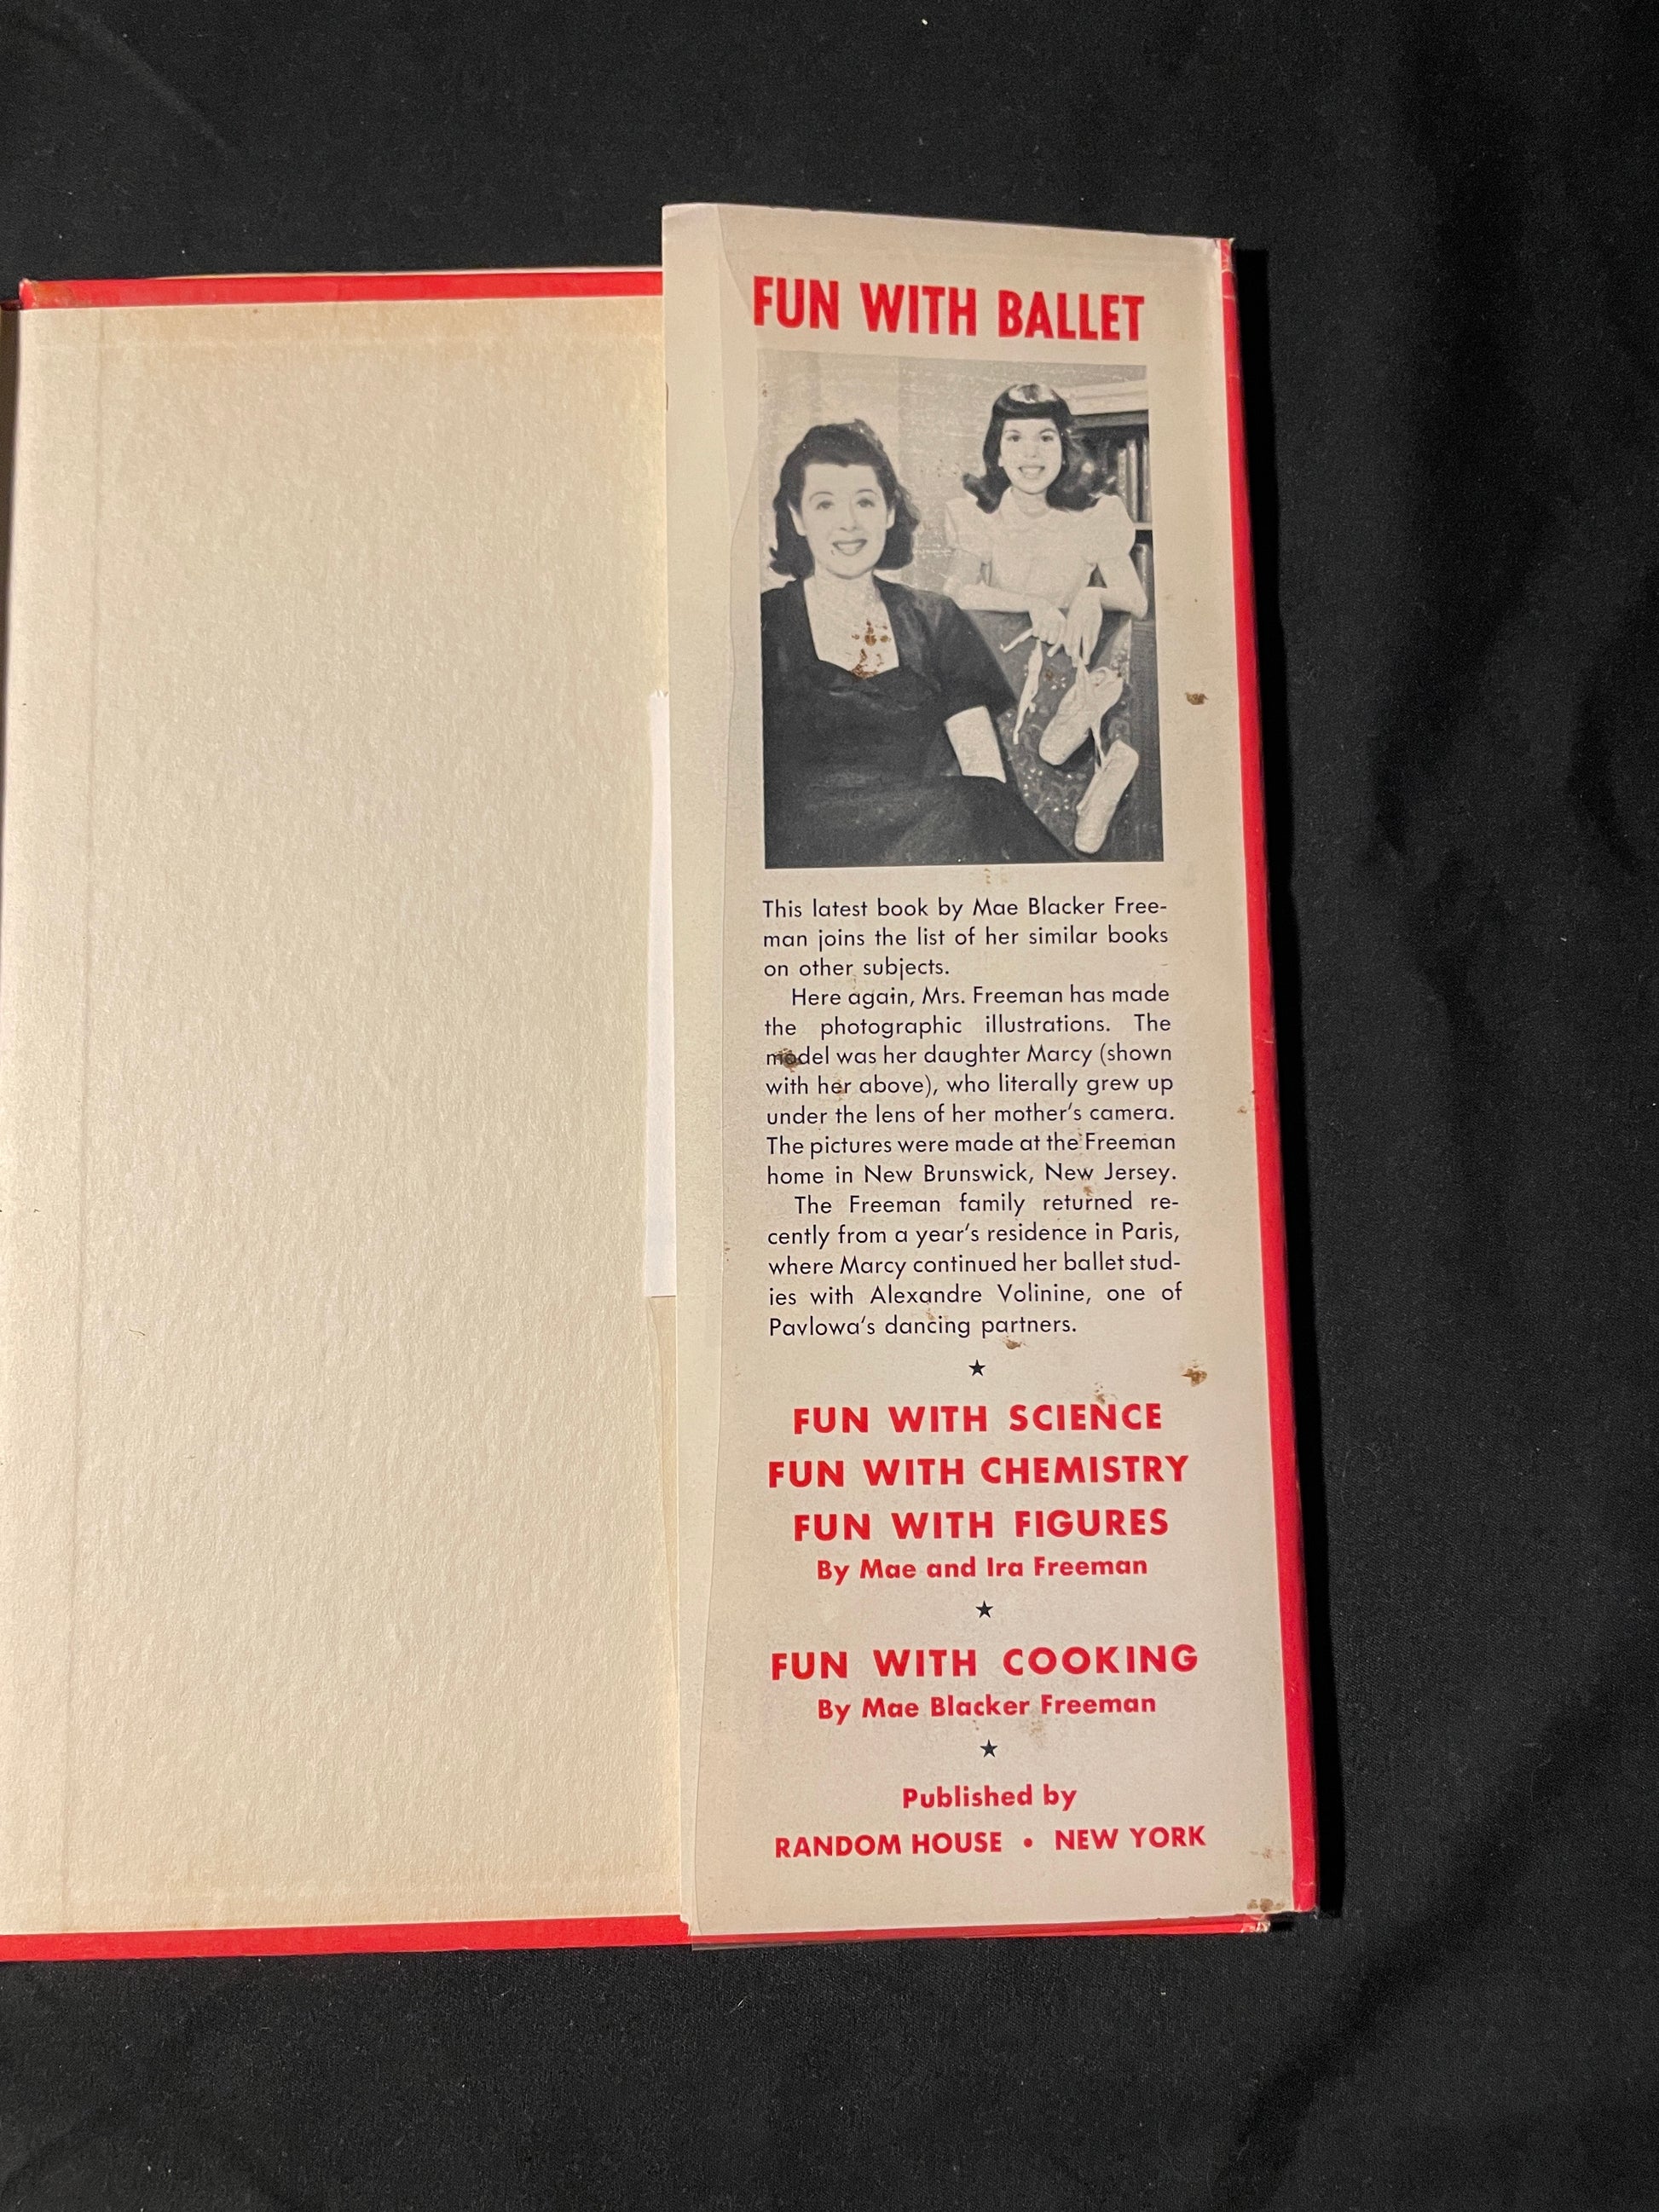 FUN WITH BALLET
This latest book by Mae Blacker Free-
man joins the list of her similar books
on other subjects.
Here again, Mrs. Freeman has made
the photographic illustrations. The
model was her daughter Marcy (shown
with her above), who literally grew up
under the lens of her mother's camera.
The pictures were made at the Freeman
home in New Brunswick, New Jersey.
The Freeman family returned re-
cently from a year's residence in Paris,
where Marcy continued her ballet stud-
ies with Alexandre Volinine, one of
Pavlowa's dancing partners.
★
FUN WITH SCIENCE
FUN WITH CHEMISTRY
FUN WITH FIGURES
By Mae and Ira Freeman
★
FUN WITH COOKING
By Mae Blacker Freeman
★
Published by
RANDOM HOUSE • NEW YORK